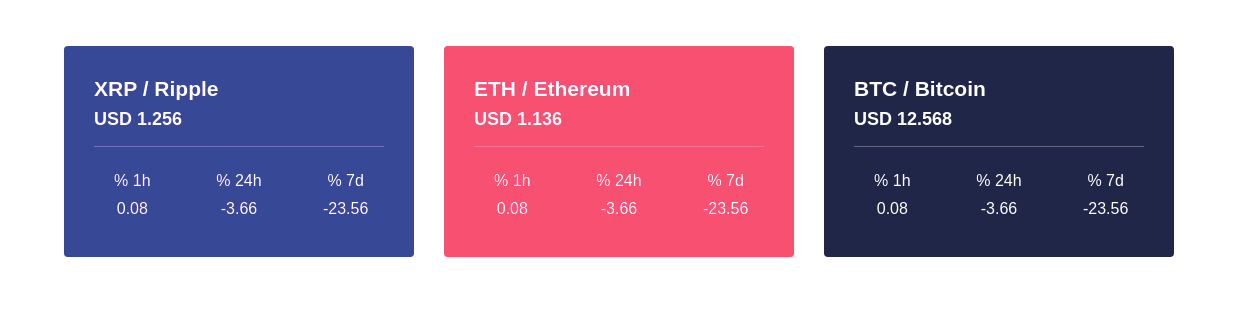 XRP / Ripple
USD 1.256
% 1h % 24h % 7d
0.08 -3.66 -23.56
ETH / Ethereum
USD 1.136
% 1h % 24h % 7d
0.08 -3.66 -23.56
BTC / Bitcoin
USD 12.568
% 1h % 24h % 7d
0.08 -3.66 -23.56